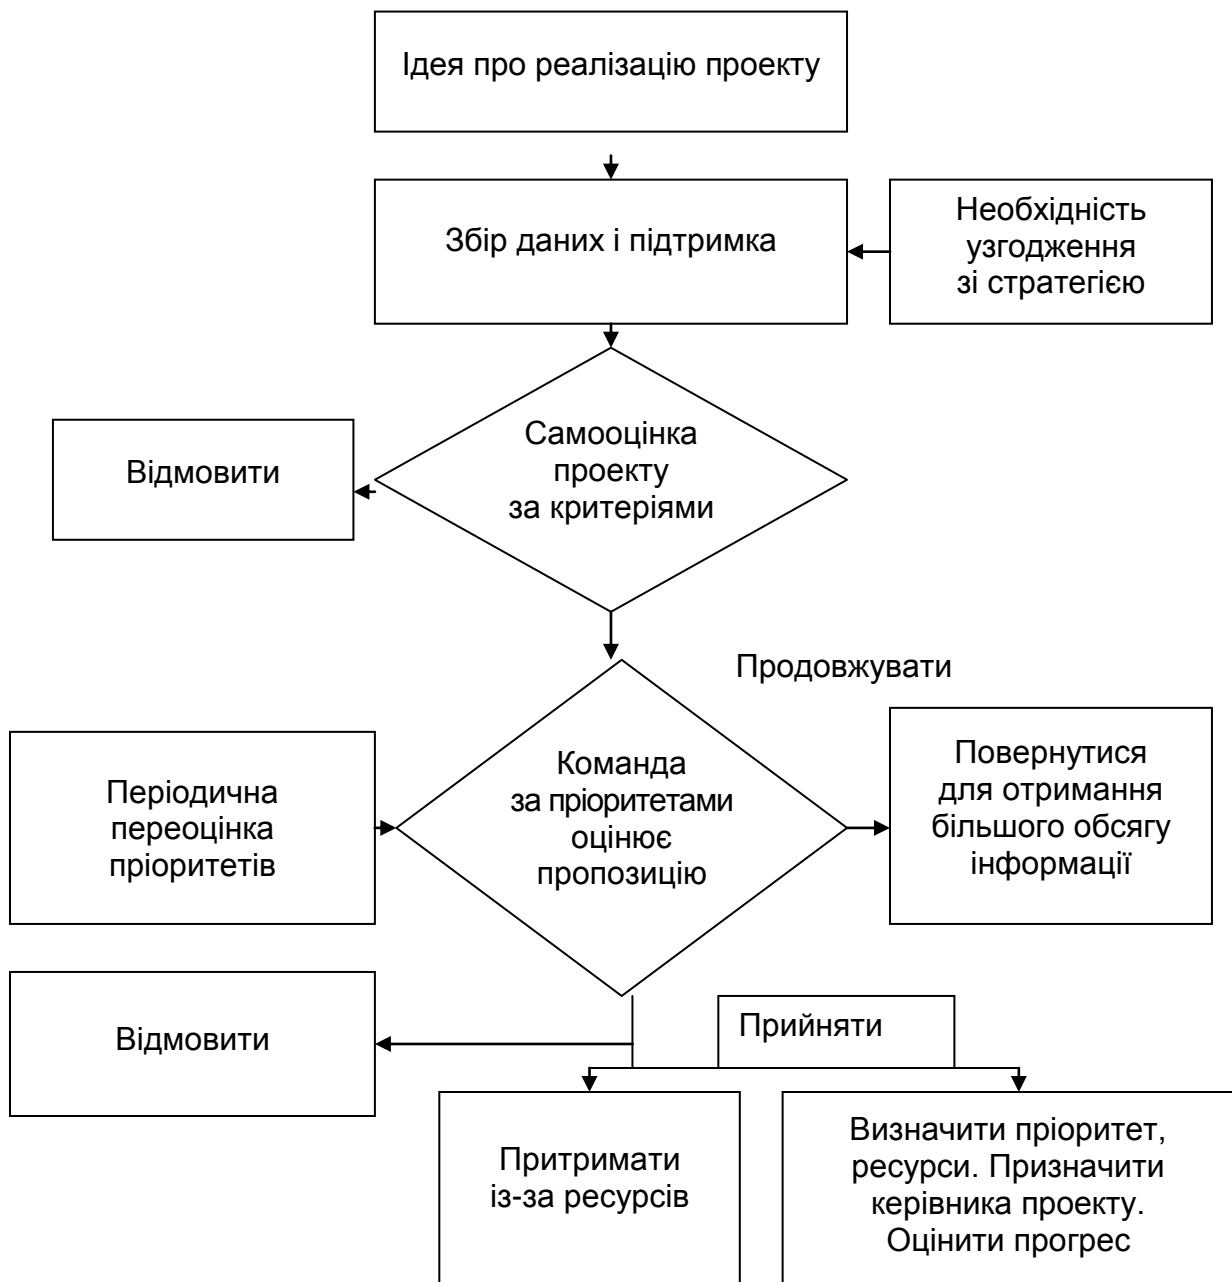 Ідея про реалізацію проекту
Збір даних і підтримка
Необхідність
узгодження
зі стратегією
Самооцінка
проекту
за критеріями
Відмовити
Продовжувати
Періодична
переоцінка
пріоритетів
Команда
за пріоритетами
оцінює
пропозицію
Повернутися
для отримання
більшого обсягу
інформації
Відмовити
Прийняти
Притримати
із-за ресурсів
Визначити пріоритет,
ресурси. Призначити
керівника проекту.
Оцінити прогрес